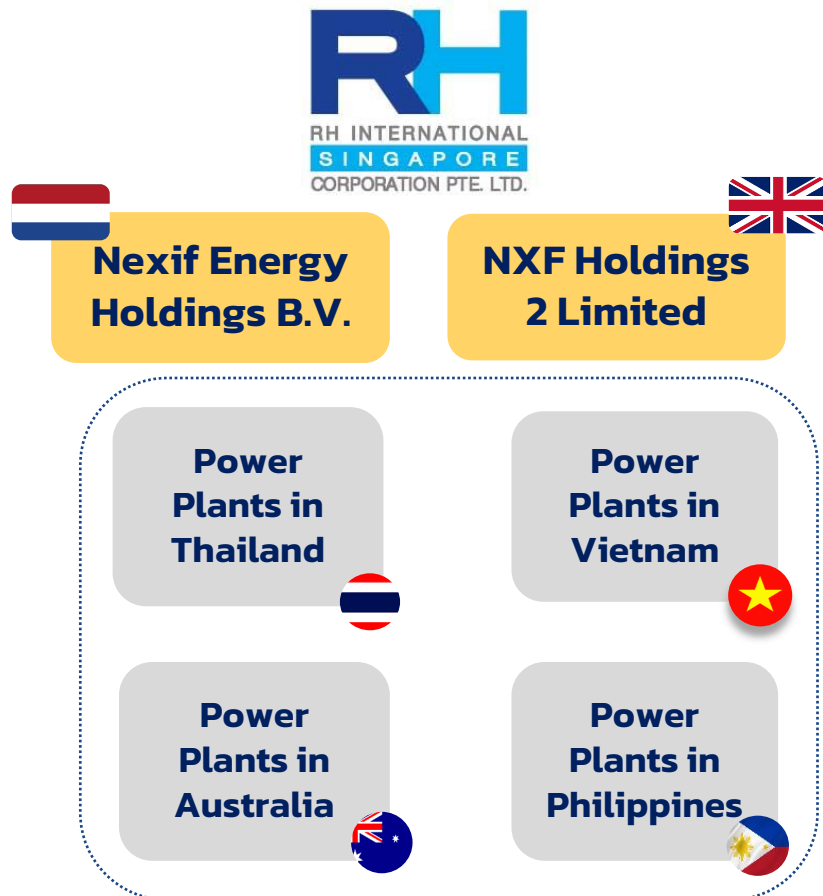 RH
RH INTERNATIONAL
SINGAPORE
CORPORATION PTE. LTD.
Nexif Energy
Holdings B.V.
NXF Holdings
2 Limited
Power
Plants in
Thailand
Power
Plants in
Vietnam
Power
Plants in
Australia
Power
Plants in
Philippines